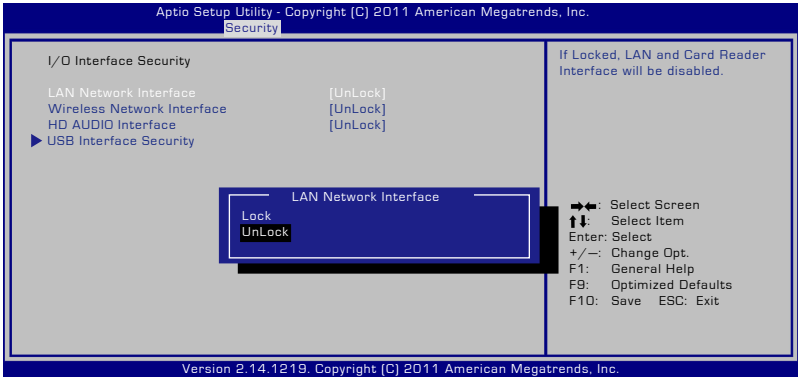 Aptio Setup Utility - Copyright (C) 2011 American Megatrends, Inc.
Security
I/O Interface Security
LAN Network Interface [UnLock]
Wireless Network Interface [UnLock]
HD AUDIO Interface [UnLock]
USB Interface Security
If Locked, LAN and Card Reader
Interface will be disabled.
LAN Network Interface
Lock
UnLock
→←: Select Screen
↑↓: Select Item
Enter: Select
+/—: Change Opt.
F1: General Help
F9: Optimized Defaults
F10: Save ESC: Exit
Version 2.14.1219. Copyright (C) 2011 American Megatrends, Inc.